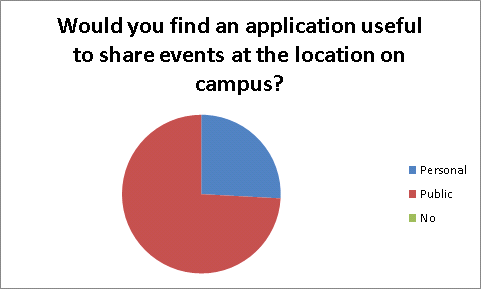 Would you find an application useful
to share events at the location on
campus?
Personal
Public
No